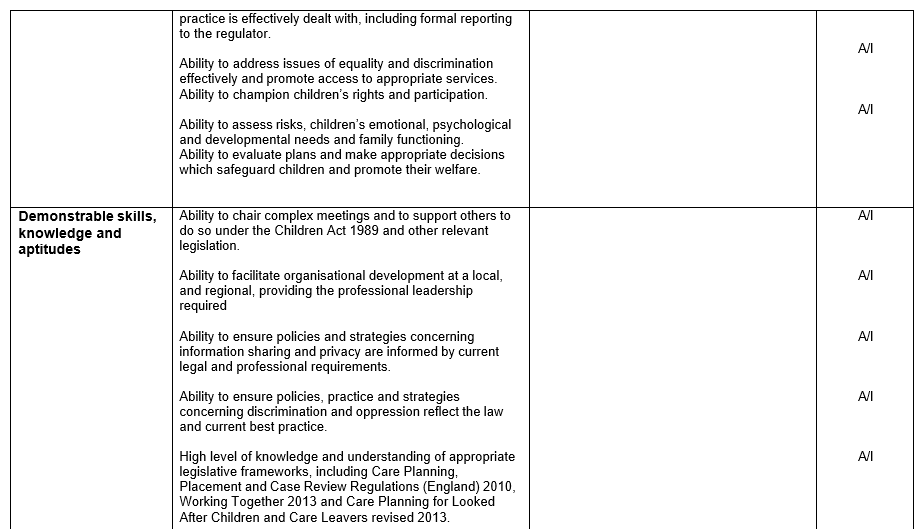 practice is effectively dealt with, including formal reporting
to the regulator.
A/I
Ability to address issues of equality and discrimination
effectively and promote access to appropriate services.
Ability to champion children's rights and participation.
A/I
Ability to assess risks, children's emotional, psychological
and developmental needs and family functioning.
Ability to evaluate plans and make appropriate decisions
which safeguard children and promote their welfare.
Demonstrable skills,
knowledge and
aptitudes
Ability to chair complex meetings and to support others to
do so under the Children Act 1989 and other relevant
legislation.
A/I
Ability to facilitate organisational development at a local,
and regional, providing the professional leadership
required
A/I
Ability to ensure policies and strategies concerning
information sharing and privacy are informed by current
legal and professional requirements.
A/I
Ability to ensure policies, practice and strategies
concerning discrimination and oppression reflect the law
and current best practice.
A/I
High level of knowledge and understanding of appropriate
legislative frameworks, including Care Planning,
Placement and Case Review Regulations (England) 2010,
Working Together 2013 and Care Planning for Looked
After Children and Care Leavers revised 2013.
A/I